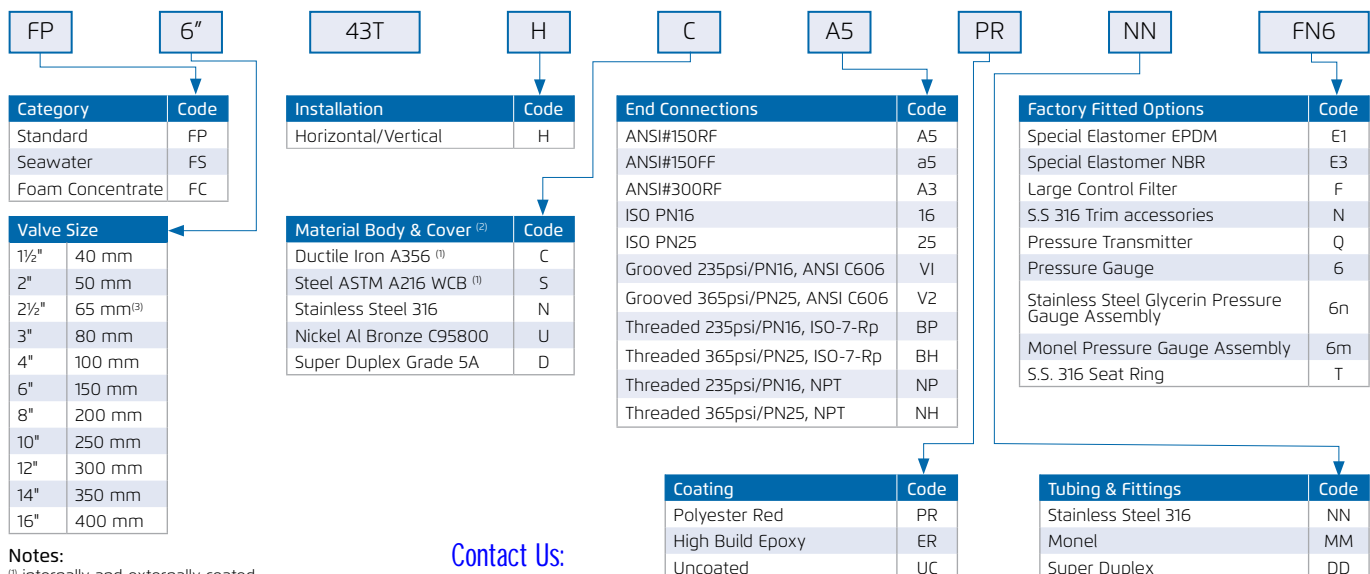 FP 6″ 43T H C A5 PR NN FN6
Category Code
Standard FP
Seawater FS
Foam Concentrate FC
Valve Size
1½" 40 mm
2" 50 mm
2½" 65 mm(3)
3" 80 mm
4" 100 mm
6" 150 mm
8" 200 mm
10" 250 mm
12" 300 mm
14" 350 mm
16" 400 mm
Notes:
(1) internally and externally coated
Installation Code
Horizontal/Vertical H
Material Body & Cover (2) Code
Ductile Iron A356 (1) C
Steel ASTM A216 WCB (1) S
Stainless Steel 316 N
Nickel Al Bronze C95800 U
Super Duplex Grade 5A D
Contact Us:
End Connections Code
ANSI#150RF A5
ANSI#150FF a5
ANSI#300RF A3
ISO PN16 16
ISO PN25 25
Grooved 235psi/PN16, ANSI C606 VI
Grooved 365psi/PN25, ANSI C606 V2
Threaded 235psi/PN16, ISO-7-Rp BP
Threaded 365psi/PN25, ISO-7-Rp BH
Threaded 235psi/PN16, NPT NP
Threaded 365psi/PN25, NPT NH
Coating Code
Polyester Red PR
High Build Epoxy ER
Uncoated UC
Factory Fitted Options Code
Special Elastomer EPDM E1
Special Elastomer NBR E3
Large Control Filter F
S.S 316 Trim accessories N
Pressure Transmitter Q
Pressure Gauge 6
Stainless Steel Glycerin Pressure
Gauge Assembly 6n
Monel Pressure Gauge Assembly 6m
S.S. 316 Seat Ring T
Tubing & Fittings Code
Stainless Steel 316 NN
Monel MM
Super Duplex DD